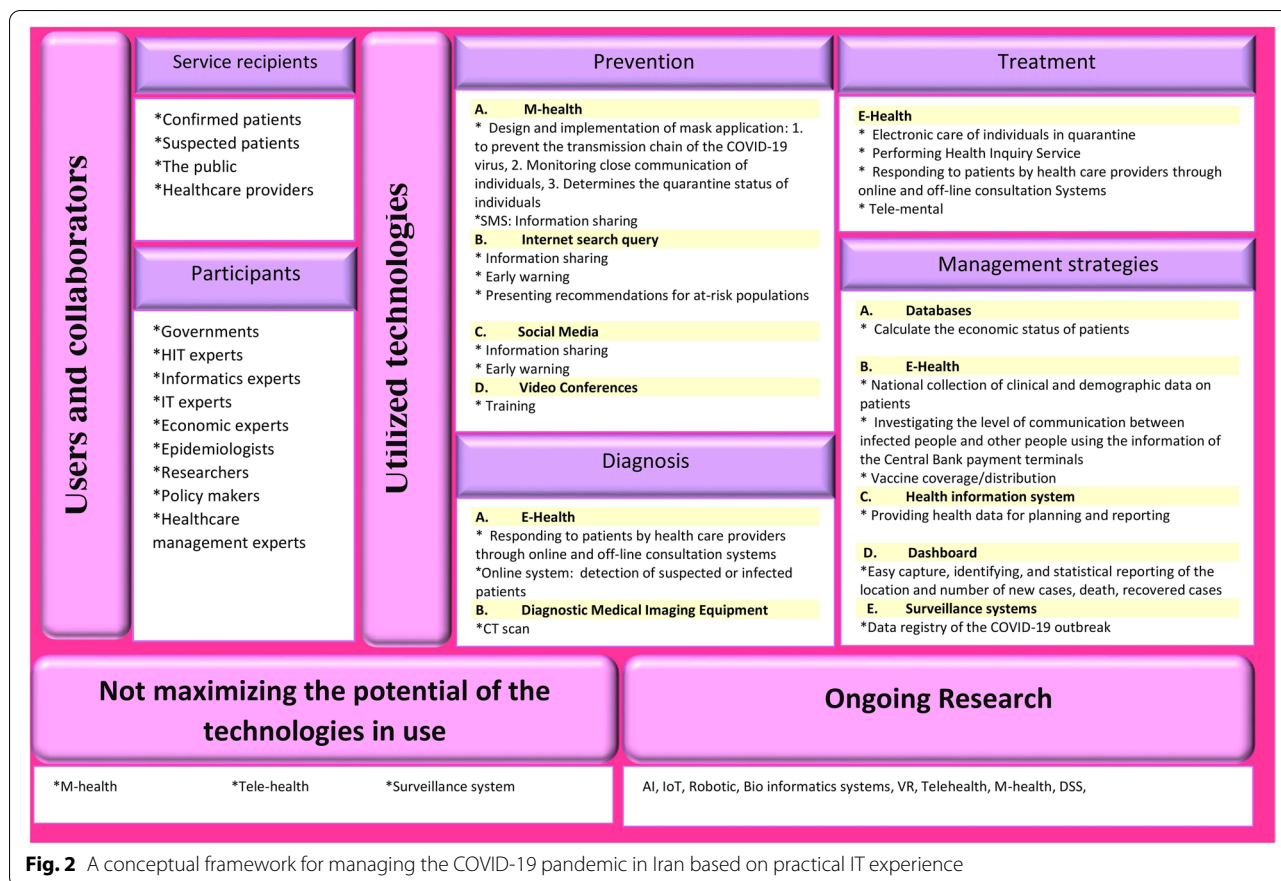 Users and collaborators
Service recipients
*Confirmed patients
*Suspected patients
*The public
*Healthcare providers
Participants
*Governments
*HIT experts
*Informatics experts
*IT experts
*Economic experts
*Epidemiologists
*Researchers
*Policy makers
*Healthcare
management experts
Utilized technologies
Prevention
A. M-health
* Design and implementation of mask application: 1.
to prevent the transmission chain of the COVID-19
virus, 2. Monitoring close communication of
individuals, 3. Determines the quarantine status of
individuals
*SMS: Information sharing
B. Internet search query
* Information sharing
* Early warning
* Presenting recommendations for at-risk populations
C. Social Media
* Information sharing
* Early warning
D. Video Conferences
* Training
Diagnosis
A. E-Health
* Responding to patients by health care providers
through online and off-line consultation systems
*Online system: detection of suspected or infected
patients
B. Diagnostic Medical Imaging Equipment
*CT scan
Treatment
E-Health
* Electronic care of individuals in quarantine
* Performing Health Inquiry Service
* Responding to patients by health care providers through
online and off-line consultation Systems
* Tele-mental
Management strategies
A. Databases
* Calculate the economic status of patients
B. E-Health
* National collection of clinical and demographic data on
patients
* Investigating the level of communication between
infected people and other people using the information of
the Central Bank payment terminals
* Vaccine coverage/distribution
C. Health information system
* Providing health data for planning and reporting
D. Dashboard
*Easy capture, identifying, and statistical reporting of the
location and number of new cases, death, recovered cases
E. Surveillance systems
*Data registry of the COVID-19 outbreak
Not maximizing the potential of the
technologies in use
*M-health *Tele-health *Surveillance system
Ongoing Research
AI, IoT, Robotic, Bio informatics systems, VR, Telehealth, M-health, DSS,
Fig. 2 A conceptual framework for managing the COVID-19 pandemic in Iran based on practical IT experience